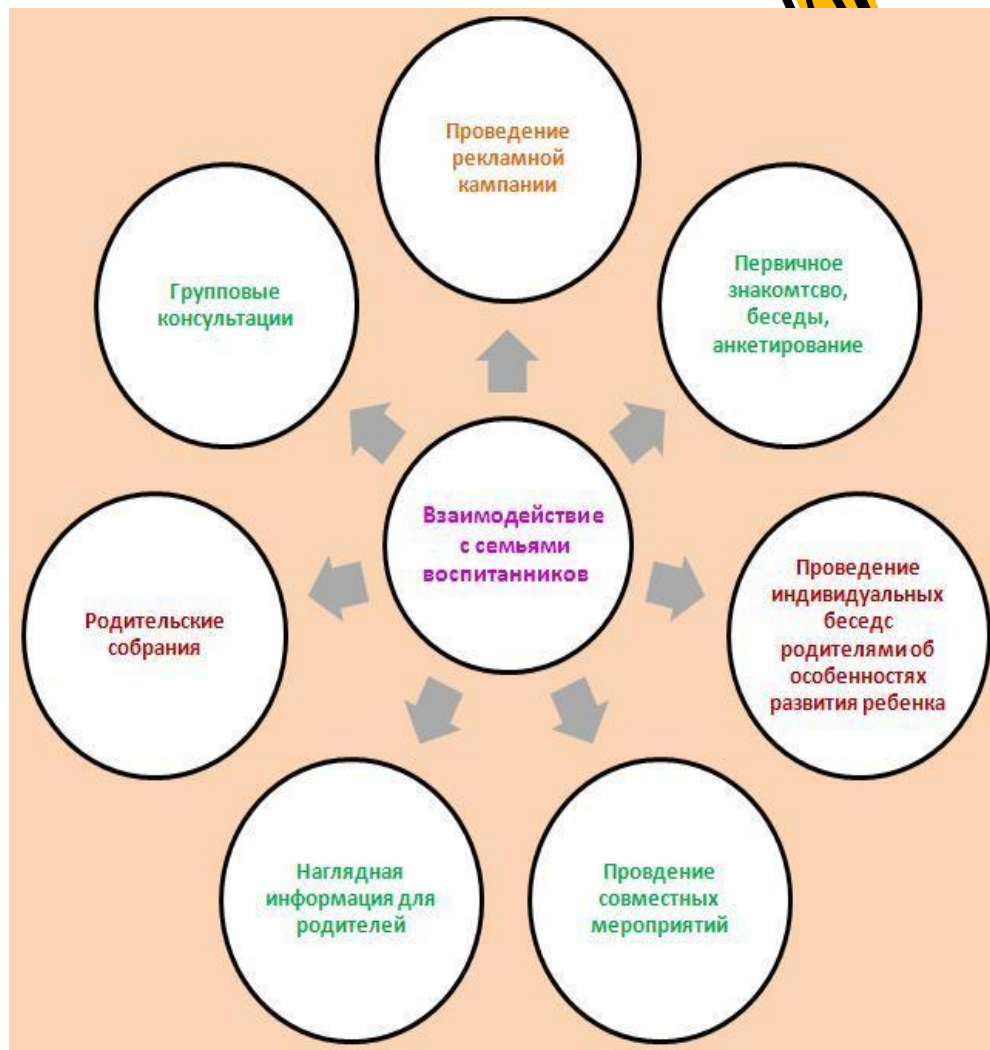 Проведение
рекламной
кампании
Первичное
знакомтсво,
беседы,
анкетирование
Групповые
консультации
Взаимодействие
с семьями
воспитанников
Проведение
индивидуальных
бесед с
родителями об
особенностях
развития ребенка
Родительские
собрания
Наглядная
информация для
родителей
Провдение
совместных
мероприятий